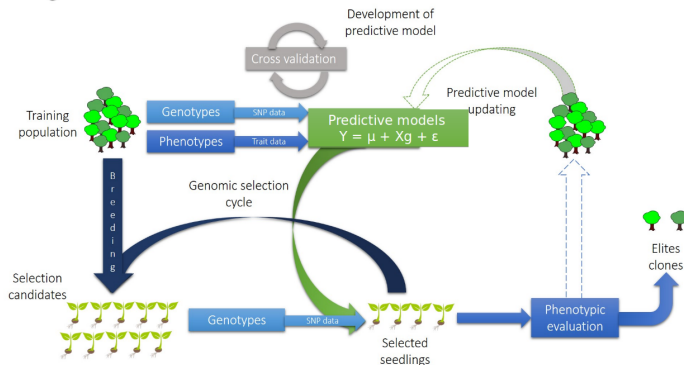 Development of
predictive model
Cross validation
Training
population
Genotypes
SNP data
Phenotypes
Trait data
Predictive models
Y = μ + Xg + ε
Predictive model
updating
Breeding
Genomic selection
cycle
Elites
clones
Selection
candidates
Genotypes
SNP data
Selected
seedlings
Phenotypic
evaluation